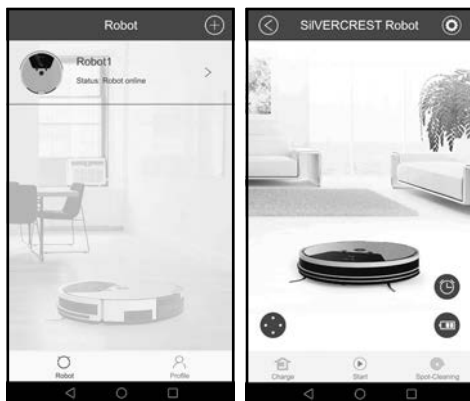 Robot
Robot1
Status: Robot online
Robot
Profile
SilVERCREST Robot
Charge
Start
Spot-Cleaning